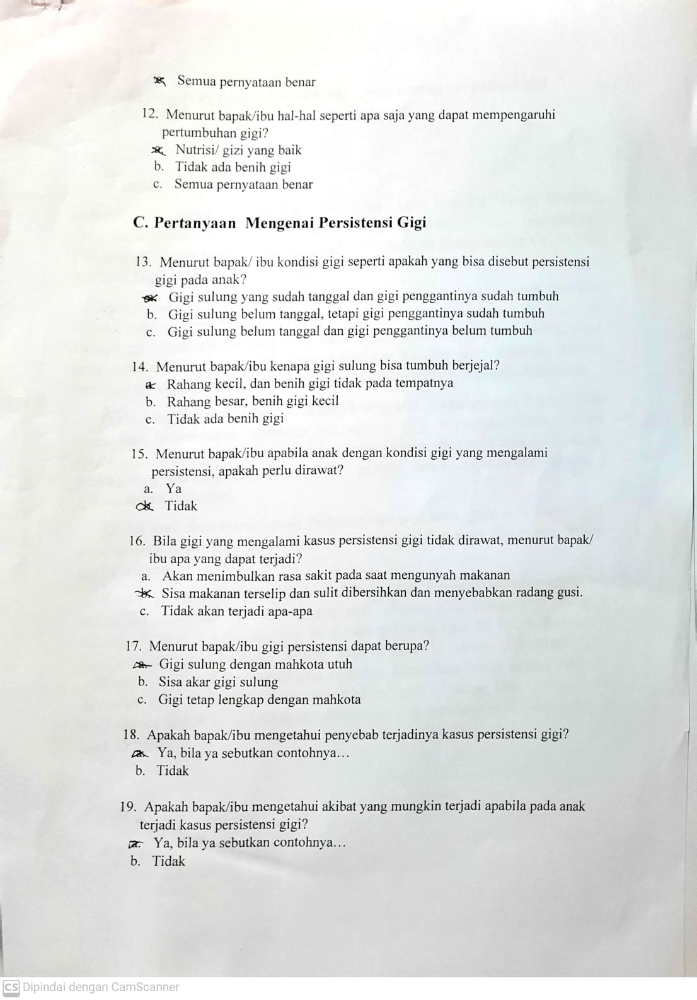 Semua pernyataan benar
12. Menurut bapak/ibu hal-hal seperti apa saja yang dapat mempengaruhi
pertumbuhan gigi?
a. Nutrisi/ gizi yang baik
b. Tidak ada benih gigi
c. Semua pernyataan benar
C. Pertanyaan Mengenai Persistensi Gigi
13. Menurut bapak/ ibu kondisi gigi seperti apakah yang bisa disebut persistensi
gigi pada anak?
a. Gigi sulung yang sudah tanggal dan gigi penggantinya sudah tumbuh
b. Gigi sulung belum tanggal, tetapi gigi penggantinya sudah tumbuh
c. Gigi sulung belum tanggal dan gigi penggantinya belum tumbuh
14. Menurut bapak/ibu kenapa gigi sulung bisa tumbuh berjejal?
a. Rahang kecil, dan benih gigi tidak pada tempatnya
b. Rahang besar, benih gigi kecil
c. Tidak ada benih gigi
15. Menurut bapak/ibu apabila anak dengan kondisi gigi yang mengalami
persistensi, apakah perlu dirawat?
a. Ya
b. Tidak
16. Bila gigi yang mengalami kasus persistensi gigi tidak dirawat, menurut bapak/
ibu apa yang dapat terjadi?
a. Akan menimbulkan rasa sakit pada saat mengunyah makanan
b. Sisa makanan terselip dan sulit dibersihkan dan menyebabkan radang gusi.
c. Tidak akan terjadi apa-apa
17. Menurut bapak/ibu gigi persistensi dapat berupa?
a. Gigi sulung dengan mahkota utuh
b. Sisa akar gigi sulung
c. Gigi tetap lengkap dengan mahkota
18. Apakah bapak/ibu mengetahui penyebab terjadinya kasus persistensi gigi?
a. Ya, bila ya sebutkan contohnya…
b. Tidak
19. Apakah bapak/ibu mengetahui akibat yang mungkin terjadi apabila pada anak
terjadi kasus persistensi gigi?
a. Ya, bila ya sebutkan contohnya…
b. Tidak
CS Dipindai dengan CamScanner